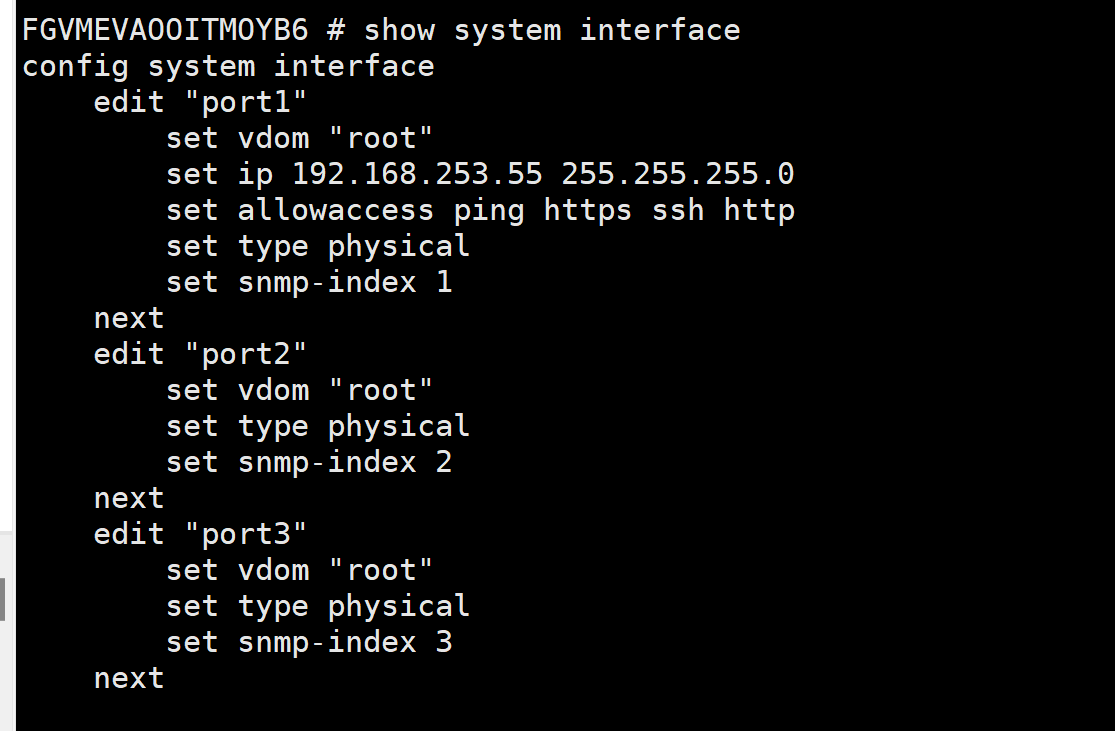 FGVMEVAOOITMOYB6 # show system interface
config system interface
    edit "port1"
        set vdom "root"
        set ip 192.168.253.55 255.255.255.0
        set allowaccess ping https ssh http
        set type physical
        set snmp-index 1
    next
    edit "port2"
        set vdom "root"
        set type physical
        set snmp-index 2
    next
    edit "port3"
        set vdom "root"
        set type physical
        set snmp-index 3
    next